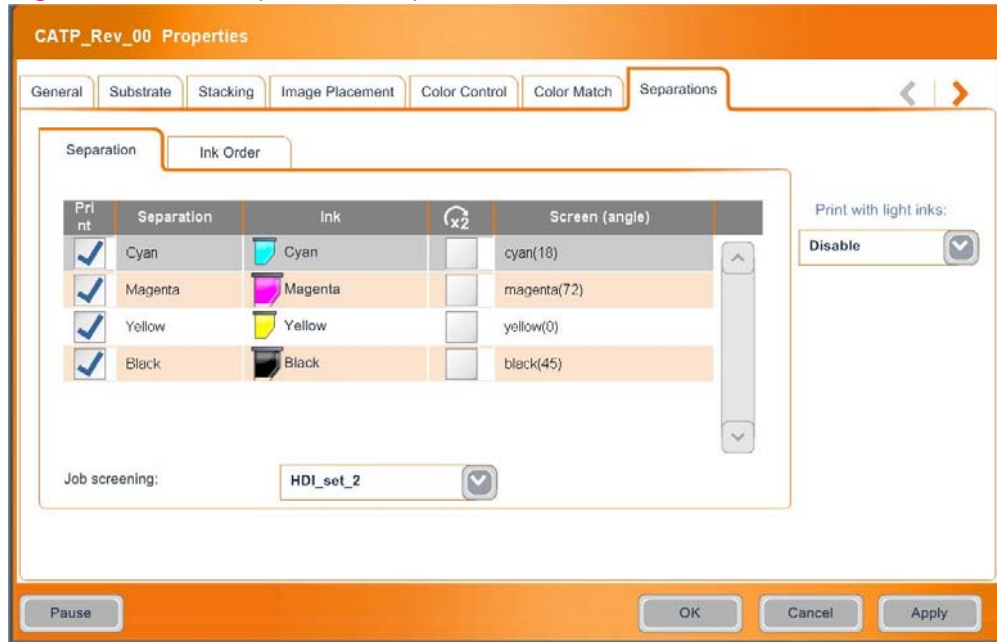 CATP_Rev_00 Properties
General Substrate Stacking Image Placement Color Control Color Match Separations
Separation Ink Order
Pri
nt
Separation Ink x2 Screen (angle)
Print with light inks:
Disable
Cyan Cyan cyan(18)
Magenta Magenta magenta(72)
Yellow Yellow yellow(0)
Black Black black(45)
Job screening: HDI_set_2
Pause OK Cancel Apply